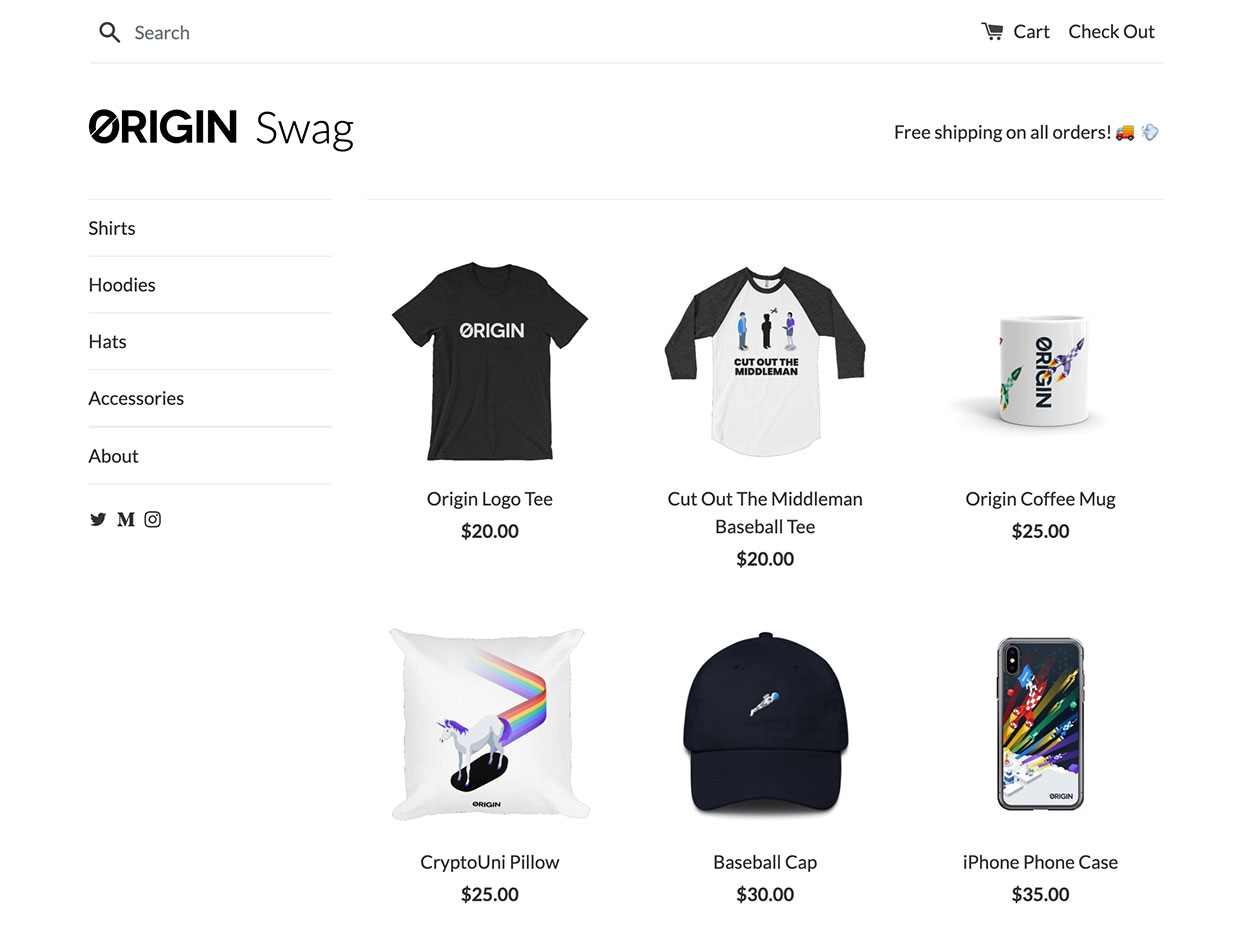 Search
Cart Check Out
ØRIGIN Swag
Free shipping on all orders! 🚚 💨
Shirts
Hoodies
Hats
Accessories
About
ØRIGIN
CUT OUT THE
MIDDLEMAN
ØRIGIN
Origin Logo Tee
$20.00
Cut Out The Middleman
Baseball Tee
$20.00
Origin Coffee Mug
$25.00
ØRIGIN
ØRIGIN
CryptoUni Pillow
$25.00
Baseball Cap
$30.00
iPhone Phone Case
$35.00